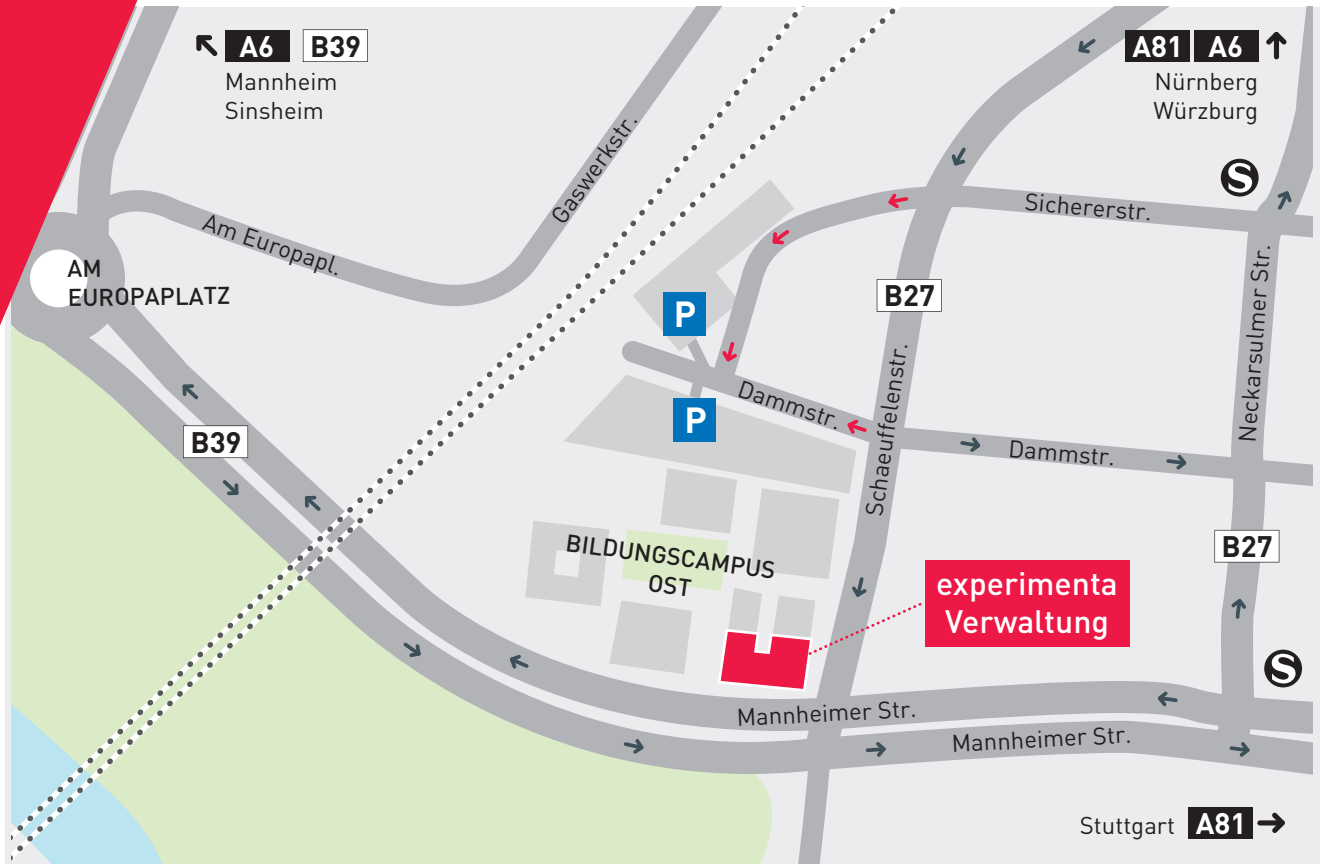 A6 B39
Mannheim
Sinsheim
A81 A6
Nürnberg
Würzburg
S
Gaswerkstr.
Sichererstr.
Am Europapl.
AM
EUROPAPLATZ
P
B27
Neckarsulmer Str.
Schaeuffelenstr.
P
Dammstr.
Dammstr.
B39
B27
BILDUNGSCAMPUS
OST
experimenta
Verwaltung
S
Mannheimer Str.
Mannheimer Str.
Stuttgart A81